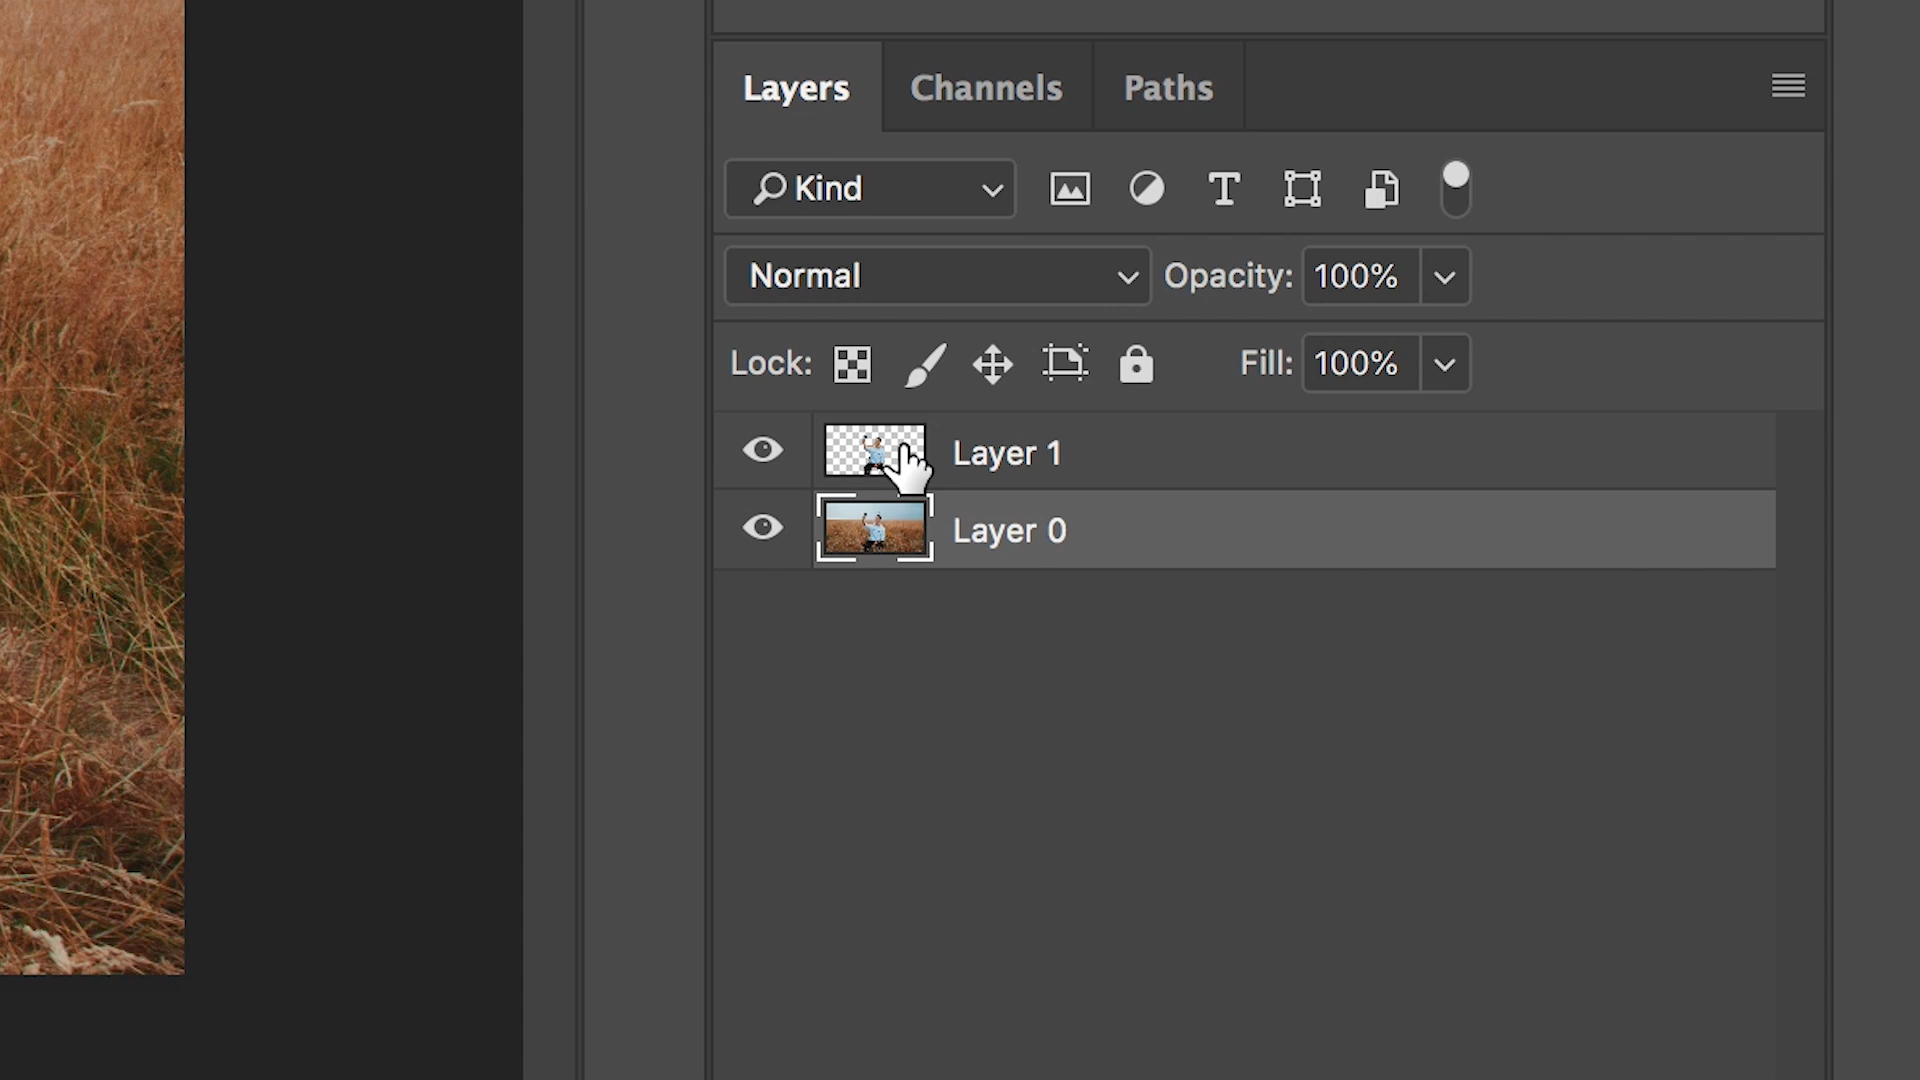 Layers Channels Paths
Kind
Normal Opacity: 100%
Lock: Fill: 100%
Layer 1
Layer 0